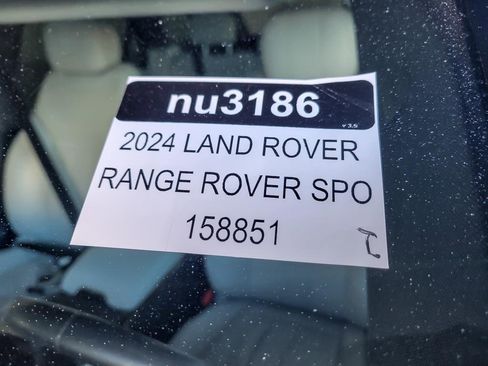 nu3186
v 3.5
2024 LAND ROVER
RANGE ROVER SPO
158851